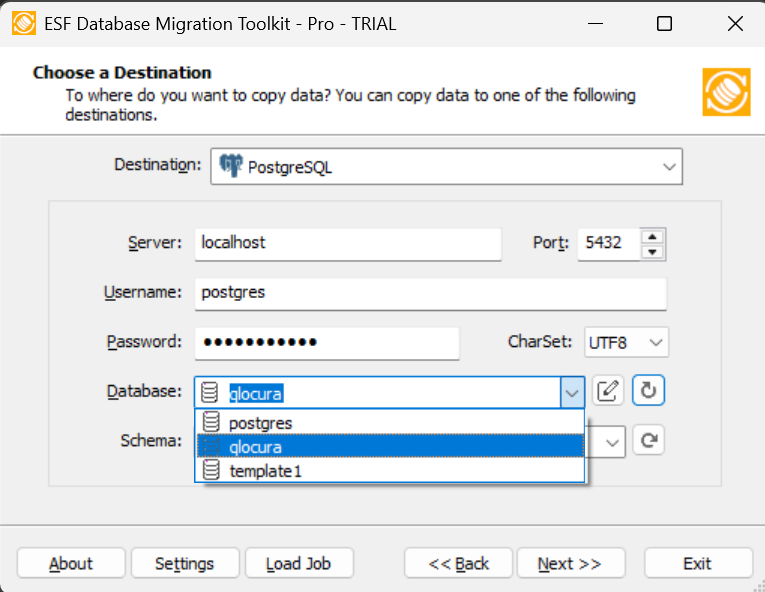 ESF Database Migration Toolkit - Pro - TRIAL
Choose a Destination
To where do you want to copy data? You can copy data to one of the following
destinations.
Destination: PostgreSQL
Server: localhost Port: 5432
Username: postgres
Password: ●●●●●●●●●●● CharSet: UTF8
Database: qlocura
postgres
qlocura
template1
Schema:
About Settings Load Job << Back Next >> Exit